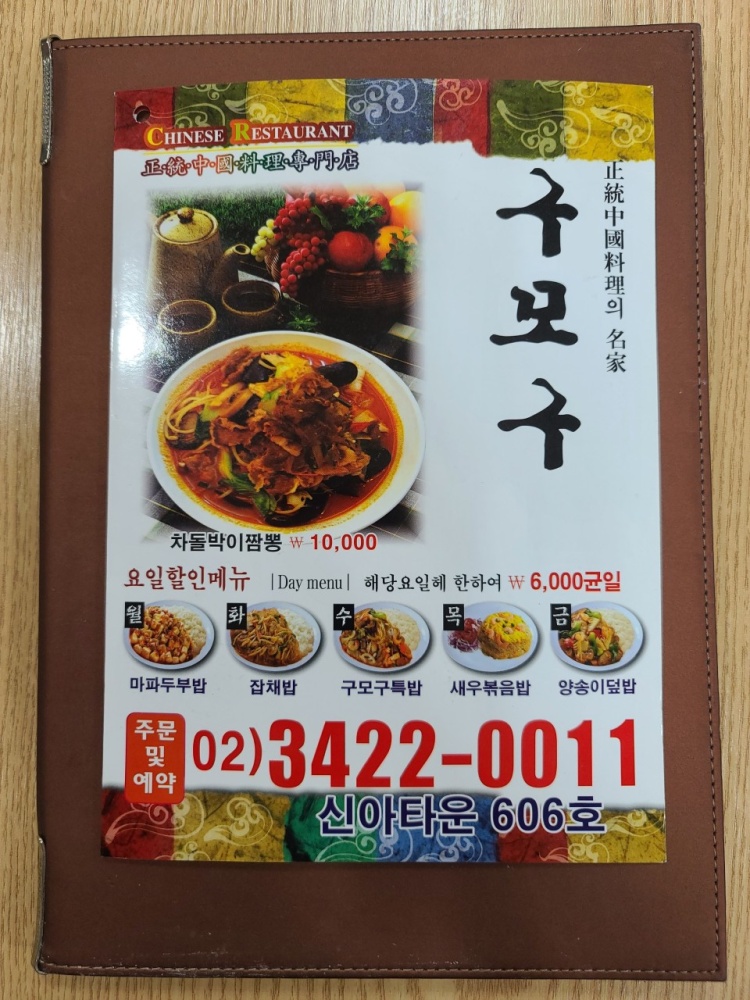 CHINESE RESTAURANT
正·統·中·國·料·理·專·門·店
正統中國料理의 名家
구모구
차돌박이짬뽕 ₩ 10,000
요일할인메뉴 |Day menu| 해당요일헤 한하여 ₩ 6,000균일
월 화 수 목 금
마파두부밥 잡채밥 구모구특밥 새우볶음밥 양송이덮밥
주문
및
예약
02)3422-0011
신아타운 606호